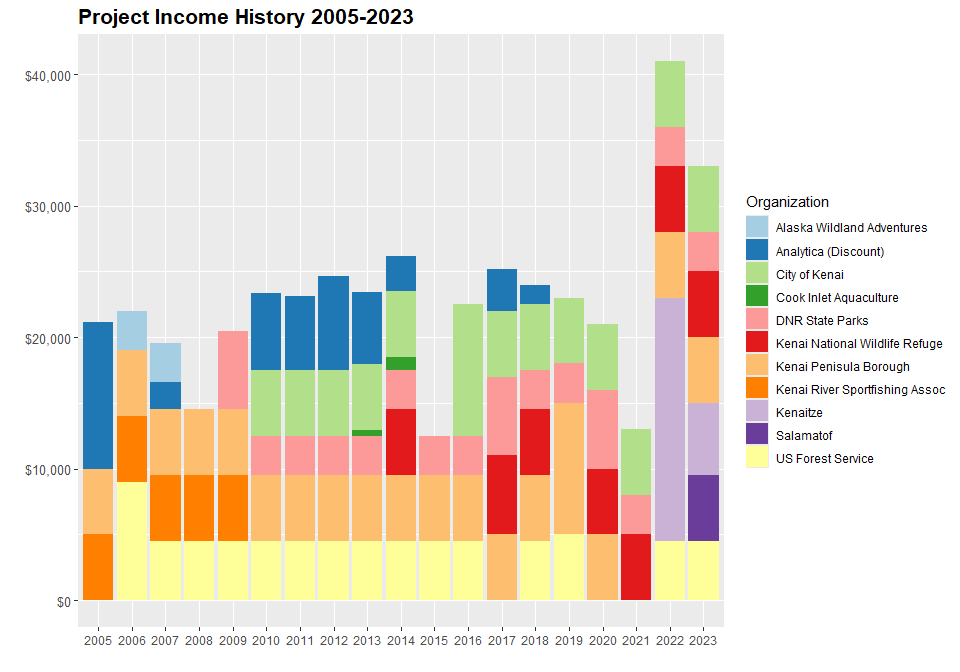 Project Income History 2005-2023
$40,000
$30,000
$20,000
$10,000
$0
2005 2006 2007 2008 2009 2010 2011 2012 2013 2014 2015 2016 2017 2018 2019 2020 2021 2022 2023
Organization
Alaska Wildland Adventures
Analytica (Discount)
City of Kenai
Cook Inlet Aquaculture
DNR State Parks
Kenai National Wildlife Refuge
Kenai Penisula Borough
Kenai River Sportfishing Assoc
Kenaitze
Salamatof
US Forest Service